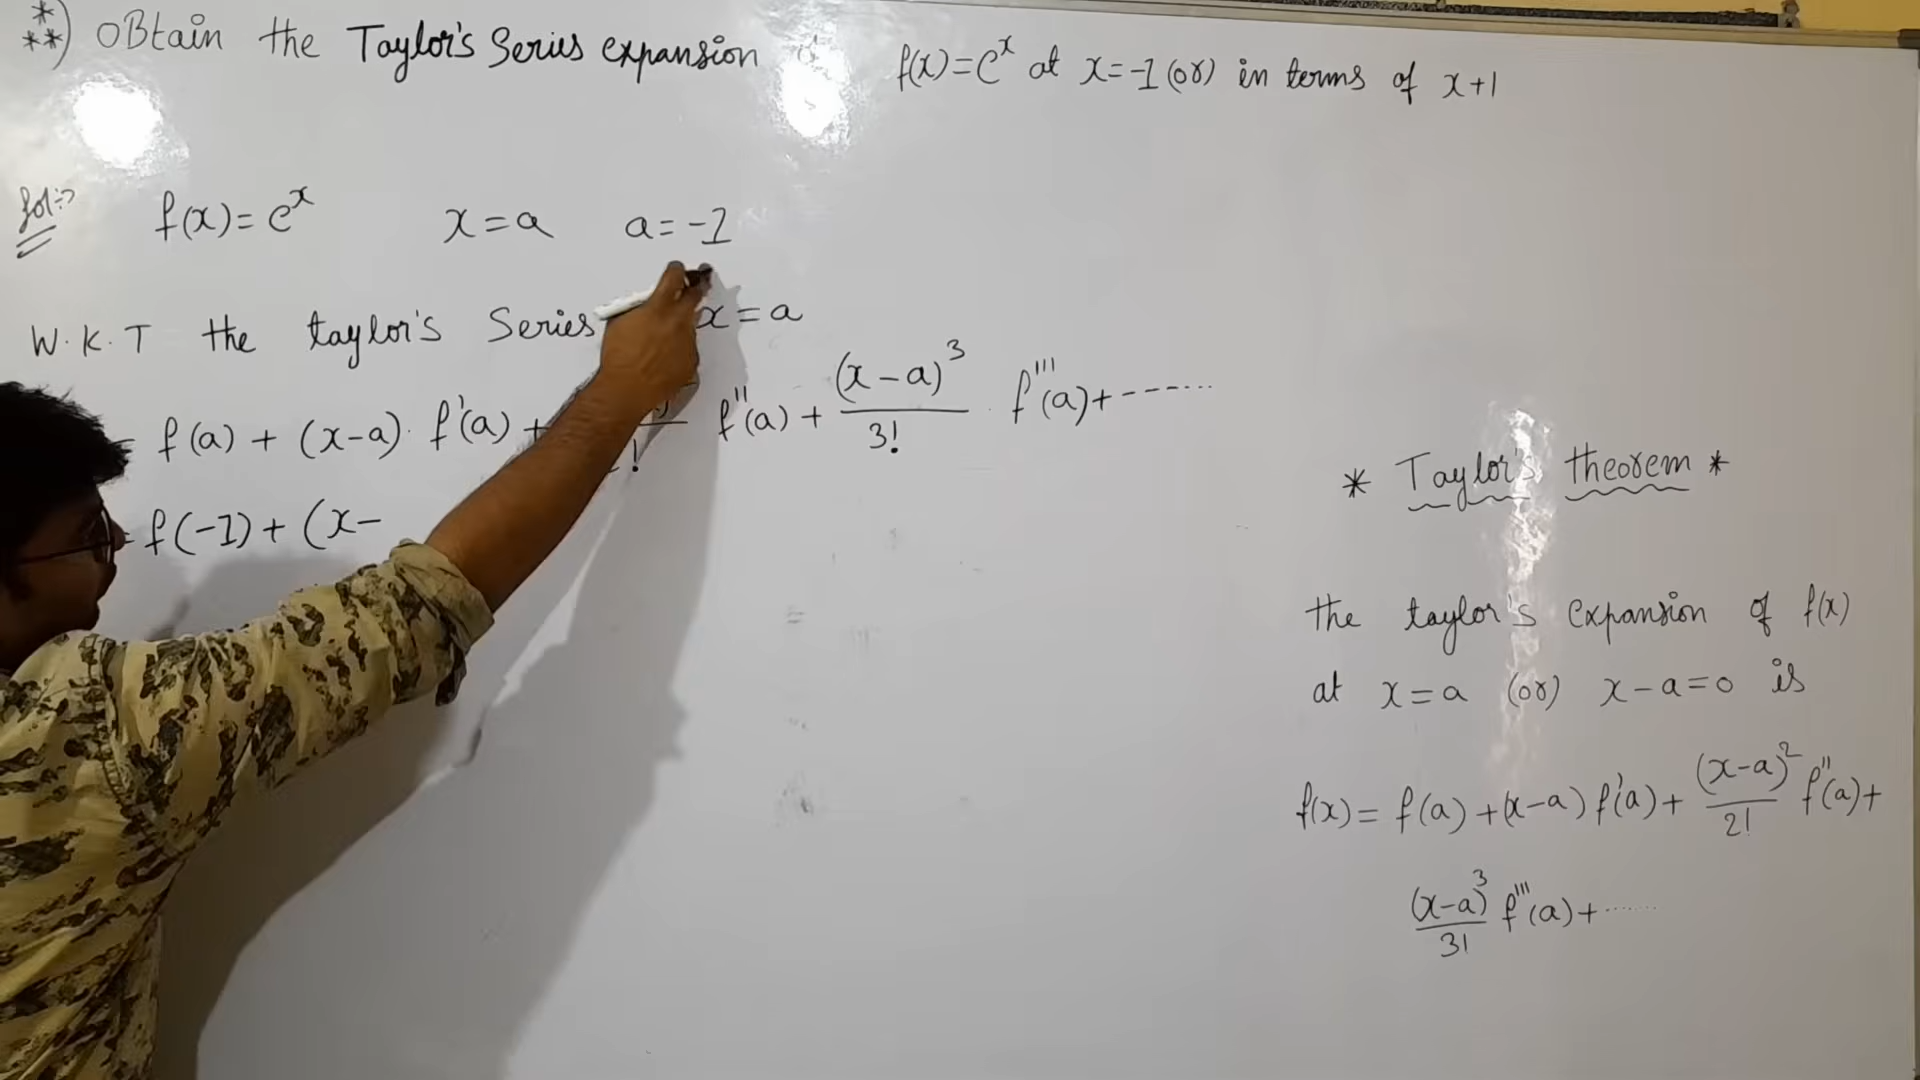 *
**) OBtain the Taylor's Series expansion of f(x)=e^x at x=-1 (or) in terms of x+1
Sol:-> f(x)=e^x x=a a=-1
W.K.T the taylor's Series x=a
= f(a) + (x-a). f'(a) + ! f''(a) + (x-a)^3/3! . f'''(a)+-------
= f(-1)+(x-
* Taylor's theorem *
the taylor's expansion of f(x)
at x=a (or) x-a=0 is
f(x)= f(a)+(x-a) f'(a)+ (x-a)^2/2! f''(a)+
(x-a)^3/3! f'''(a)+......